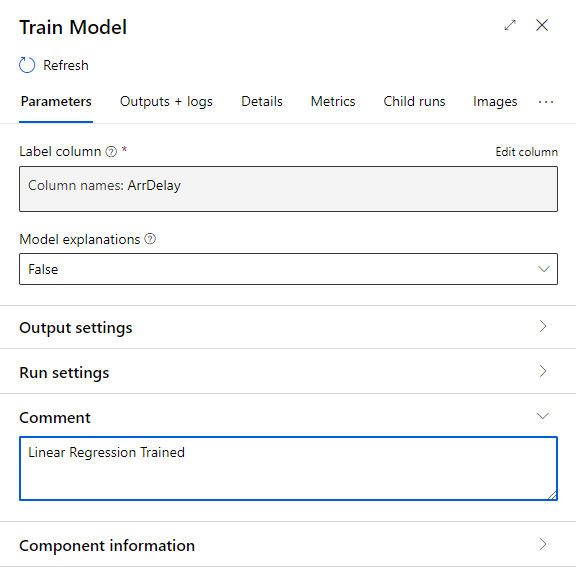 Train Model
Refresh
Parameters Outputs + logs Details Metrics Child runs Images ...
Label column ? * Edit column
Column names: ArrDelay
Model explanations ?
False
Output settings
Run settings
Comment
Linear Regression Trained
Component information